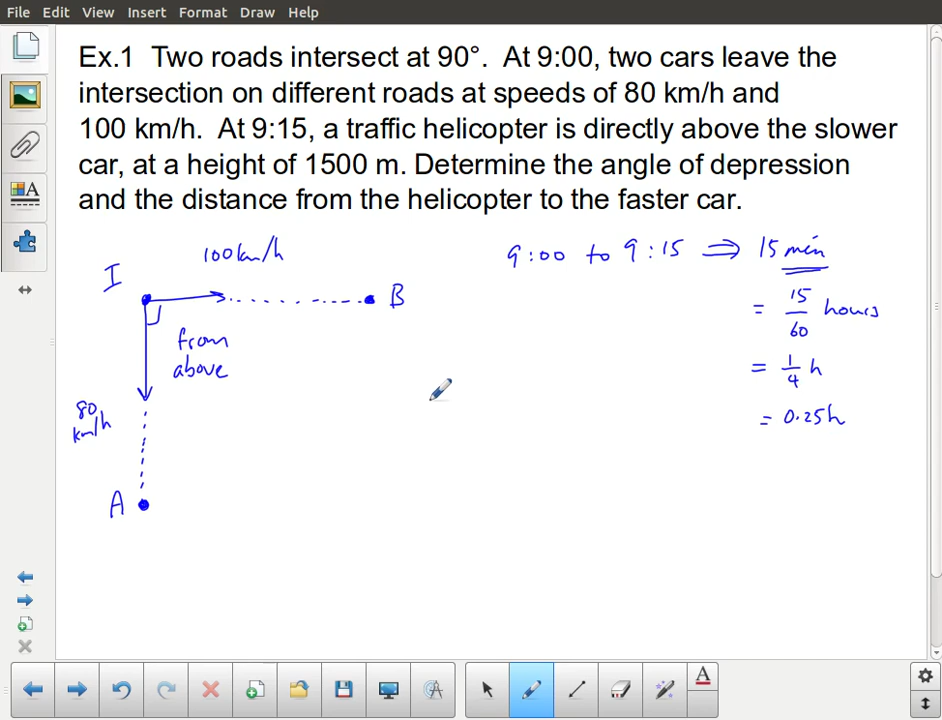 File Edit View Insert Format Draw Help
Ex.1 Two roads intersect at 90°. At 9:00, two cars leave the
intersection on different roads at speeds of 80 km/h and
100 km/h. At 9:15, a traffic helicopter is directly above the slower
car, at a height of 1500 m. Determine the angle of depression
and the distance from the helicopter to the faster car.
100km/h
I
B
from
above
80
km/h
A
9:00 to 9:15 ⇒ 15 min
= 15/60 hours
= 1/4 h
= 0.25h
A
A